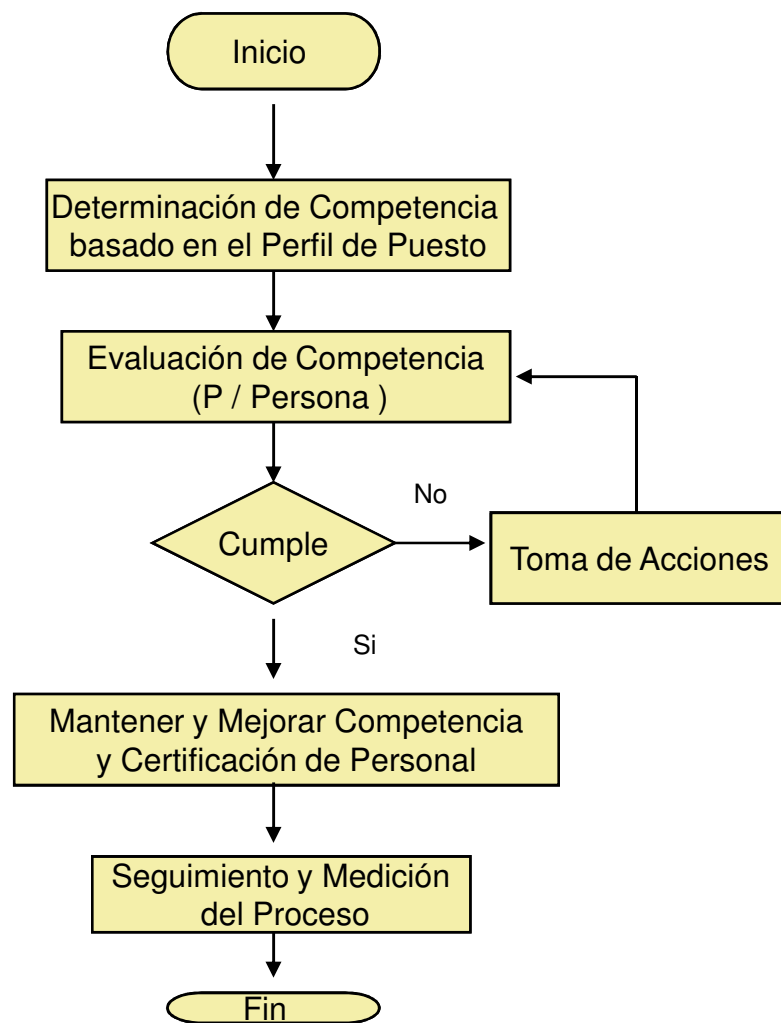 Inicio
Determinación de Competencia
basado en el Perfil de Puesto
Evaluación de Competencia
(P / Persona )
Cumple
No
Toma de Acciones
Si
Mantener y Mejorar Competencia
y Certificación de Personal
Seguimiento y Medición
del Proceso
Fin